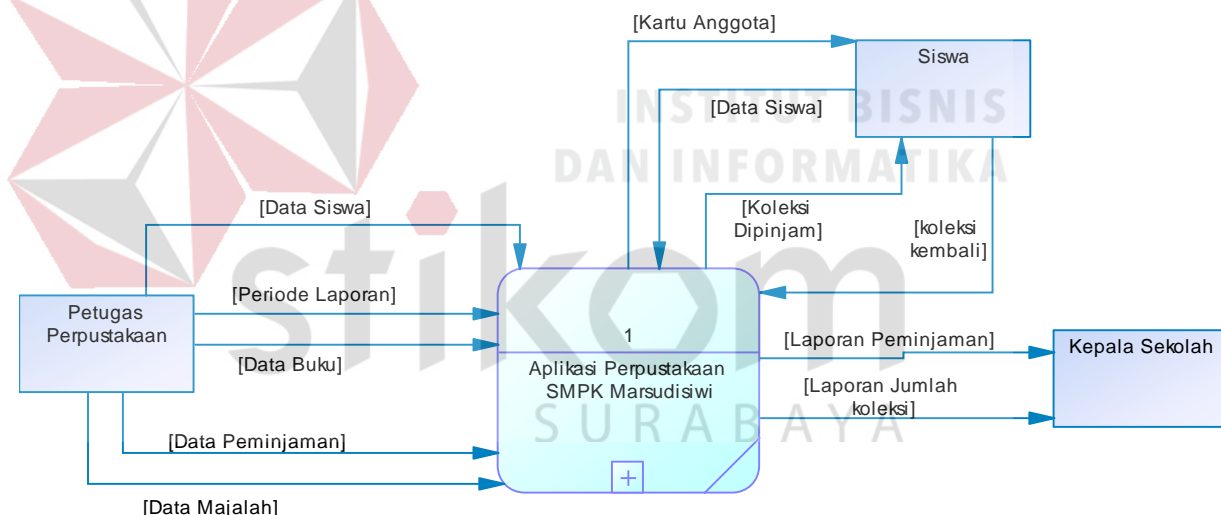 [Kartu Anggota]
Siswa
[Data Siswa]
INSTITUT BISNIS
DAN INFORMATIKA
[Koleksi
Dipinjam]
[koleksi
kembali]
[Data Siswa]
stikom
SURABAYA
Petugas
Perpustakaan
[Periode Laporan]
[Data Buku]
1
Aplikasi Perpustakaan
SMPK Marsudisiwi
[Laporan Peminjaman]
[Laporan Jumlah
koleksi]
Kepala Sekolah
[Data Peminjaman]
[Data Majalah]